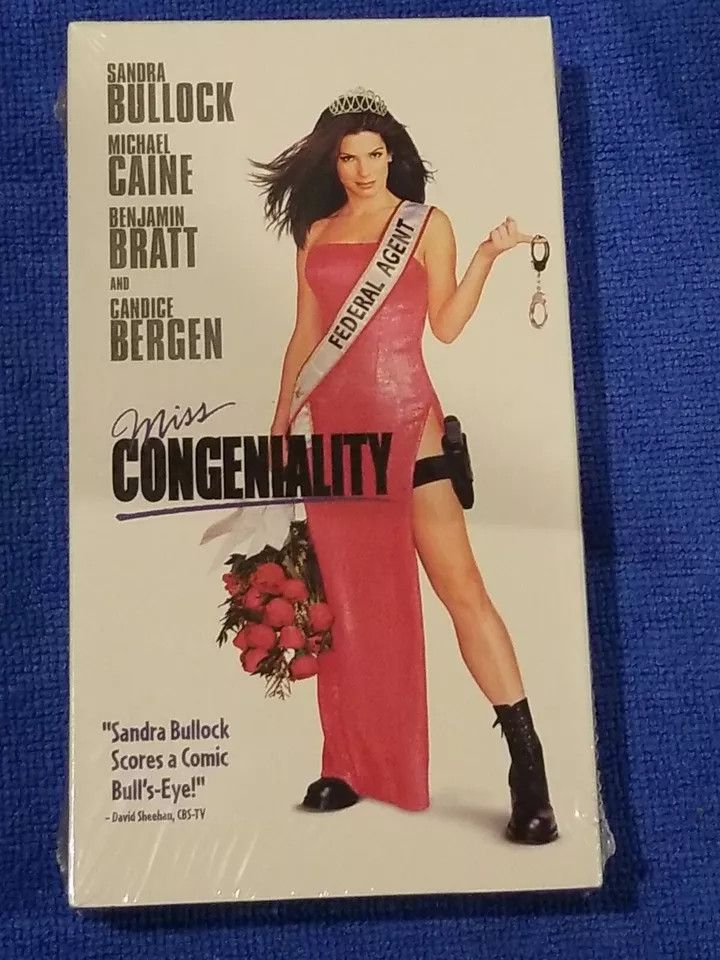 SANDRA
BULLOCK
MICHAEL
CAINE
BENJAMIN
BRATT
AND
CANDICE
BERGEN
FEDERAL AGENT
Miss
CONGENIALITY
"Sandra Bullock
Scores a Comic
Bull's-Eye!"
- David Sheehan, CBS-TV